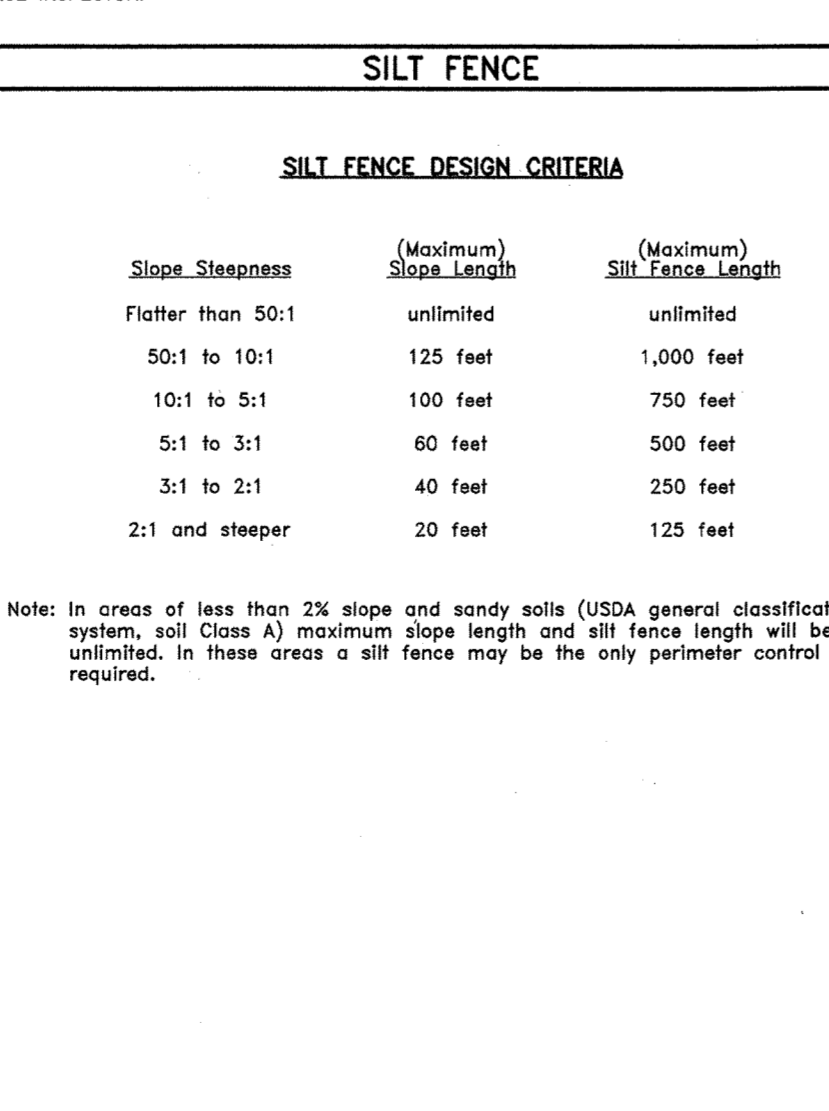 SILT FENCE
SILT FENCE DESIGN CRITERIA
Slope Steepness (Maximum) Slope Length (Maximum) Silt Fence Length
Flatter than 50:1 unlimited unlimited
50:1 to 10:1 125 feet 1,000 feet
10:1 to 5:1 100 feet 750 feet
5:1 to 3:1 60 feet 500 feet
3:1 to 2:1 40 feet 250 feet
2:1 and steeper 20 feet 125 feet
Note: In areas of less than 2% slope and sandy soils (USDA general classificat
system, soil Class A) maximum slope length and silt fence length will be
unlimited. In these areas a silt fence may be the only perimeter control
required.